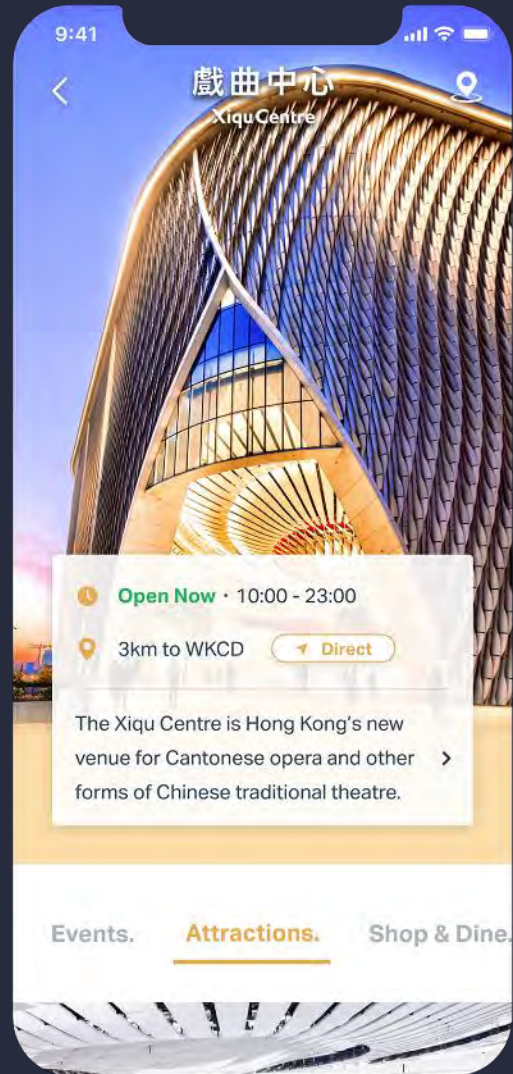 9:41
戲曲中心
XiquCentre
Open Now · 10:00 - 23:00
3km to WKCD
Direct
The Xiqu Centre is Hong Kong's new
venue for Cantonese opera and other
forms of Chinese traditional theatre.
Events. Attractions. Shop & Dine.